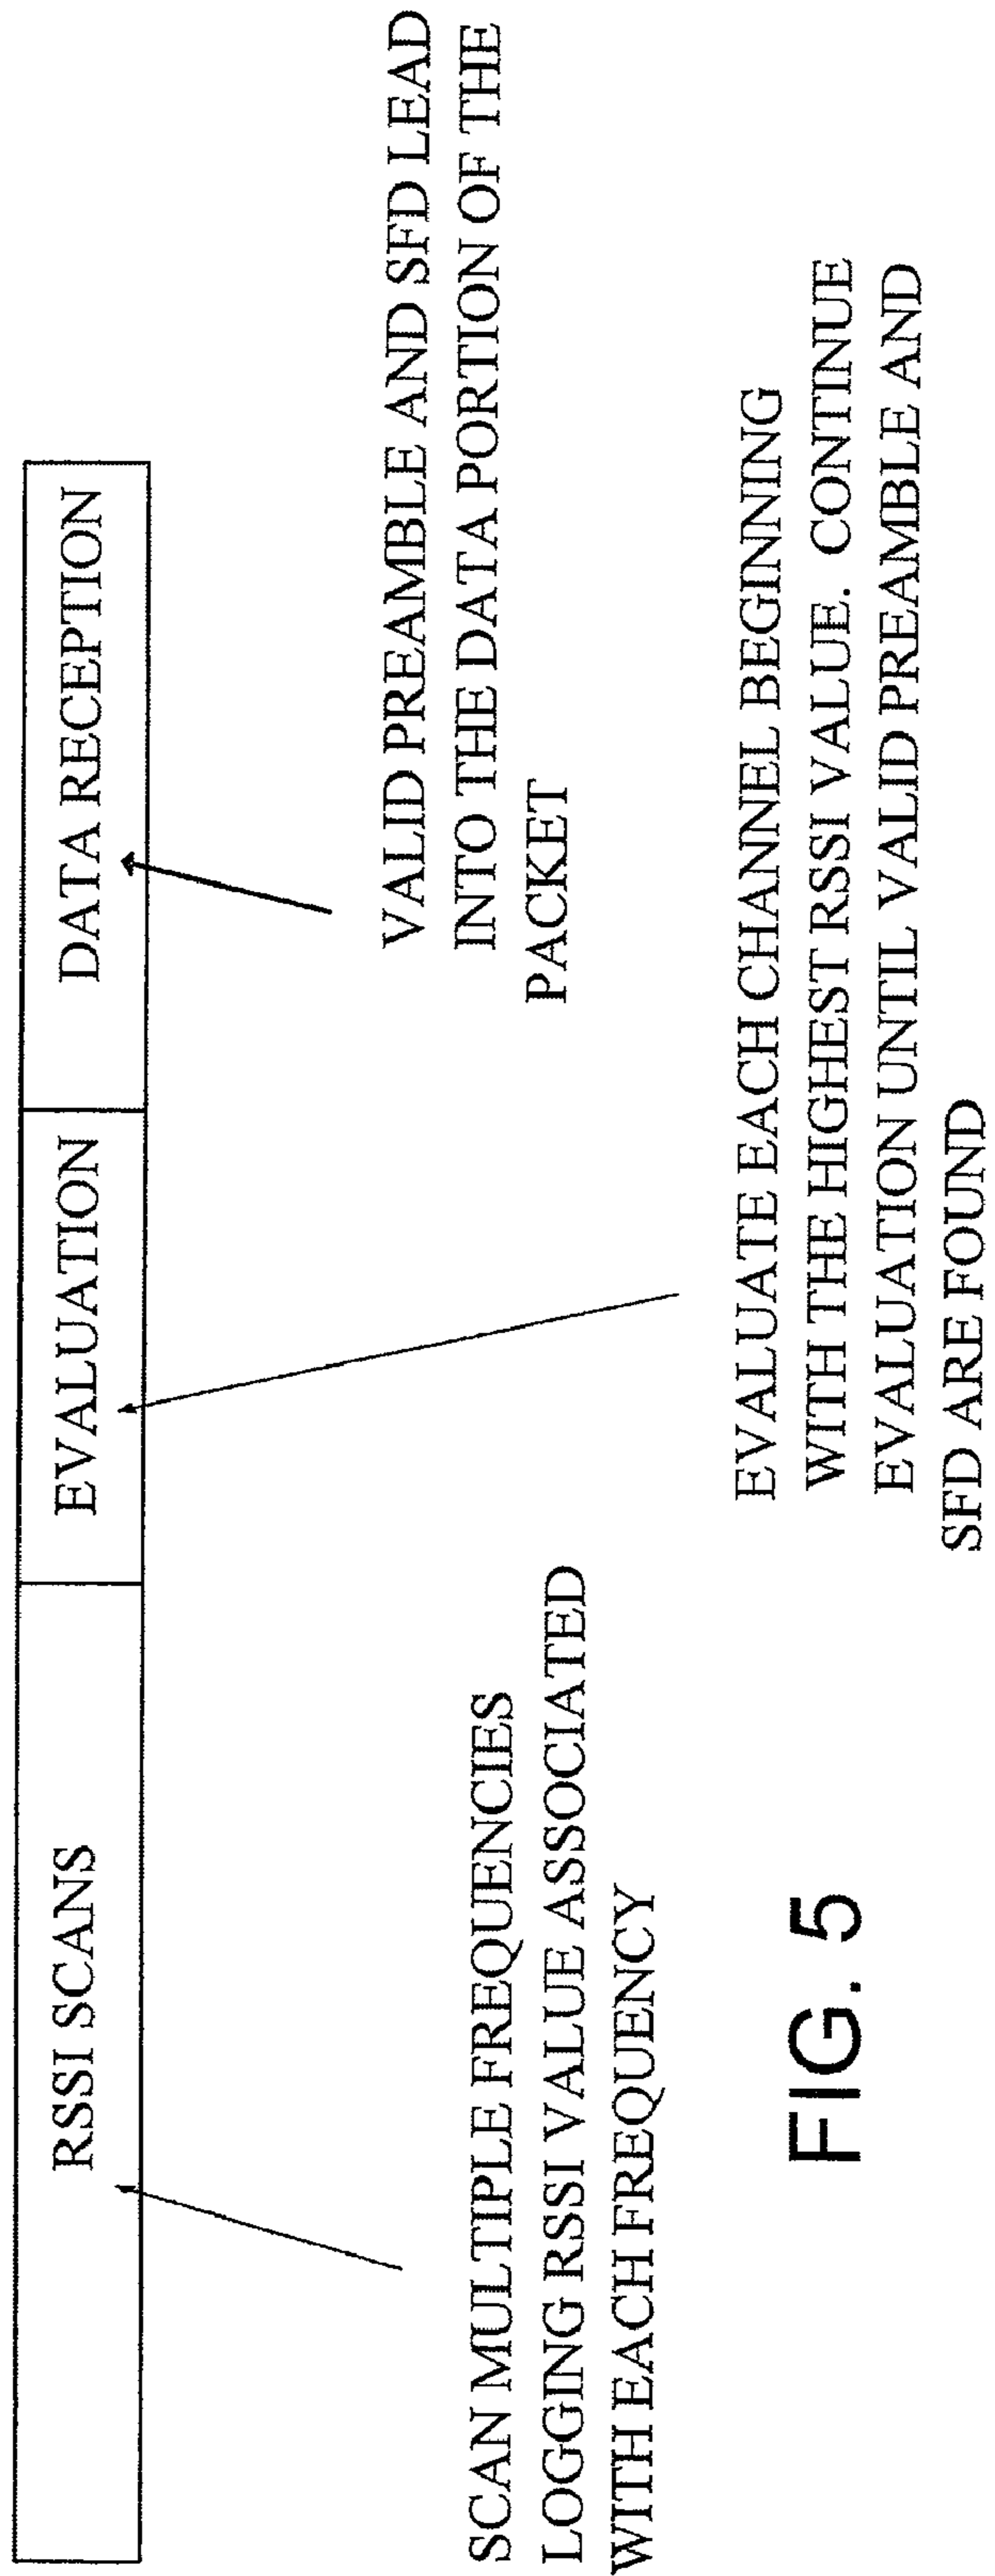 RSSI SCANS
EVALUATION
DATA RECEPTION
SCAN MULTIPLE FREQUENCIES
LOGGING RSSI VALUE ASSOCIATED
WITH EACH FREQUENCY
EVALUATE EACH CHANNEL BEGINNING
WITH THE HIGHEST RSSI VALUE. CONTINUE
EVALUATION UNTIL VALID PREAMBLE AND
SFD ARE FOUND
VALID PREAMBLE AND SFD LEAD
INTO THE DATA PORTION OF THE
PACKET
FIG. 5